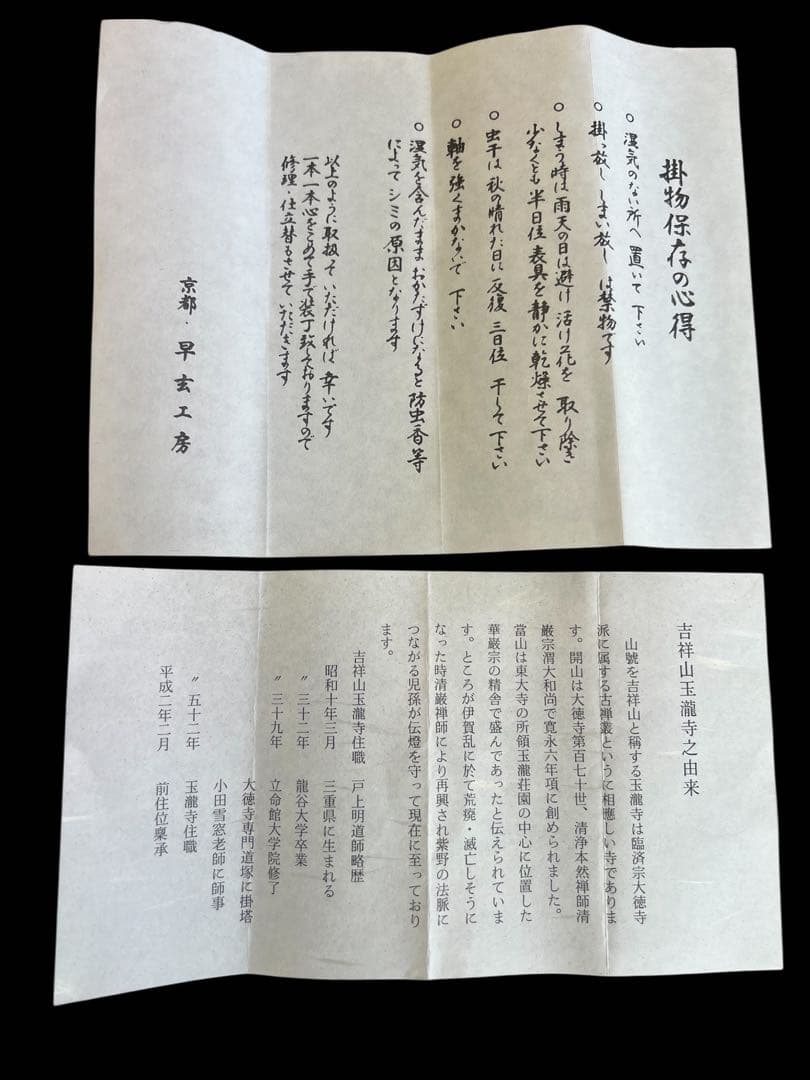 掛物保存の心得
○ 湿気のない所へ 置いて 下さい
○ 掛っ放し しまい放し は禁物です
○ しまう時は 雨天の日は避け 活け花を 取り除き
少なくとも 半日位 表具を 静かに 乾燥させて下さい
○ 虫干は 秋の晴れた日に 反復 三日位 干して 下さい
○ 軸を 強くまかないで 下さい
○ 湿気を含んだまま おかたずけになると 防虫香等
によって シミの原因となります
以上のように 取扱って いただければ 幸いです
一本一本心をこめて手で装丁致しておりますので
修理・仕立替もさせて いただきます
京都・早玄工房
吉祥山玉瀧寺之由来
山號を吉祥山と稱する玉瀧寺は臨済宗大徳寺
派に属する古禅叢というに相應しい寺でありま
す。開山は大徳寺第百七十世、清浄本然禅師清
巌宗渭大和尚で寛永六年項に創められました。
當山は東大寺の所領玉瀧荘園の中心に位置した
華巌宗の精舎で盛んであったと伝えられていま
す。ところが伊賀乱に於て荒廃・滅亡しそうに
なった時清巌禅師により再興され紫野の法脈に
つながる児孫が伝燈を守って現在に至っており
ます。
吉祥山玉瀧寺住職 戸上明道師略歴
昭和十年三月 三重県に生まれる
〃 三十二年 龍谷大学卒業
〃 三十九年 立命館大学院修了
大徳寺専門道塚に掛塔
小田雪窓老師に師事
〃 五十二年 玉瀧寺住職
平成二年二月 前住位稟承